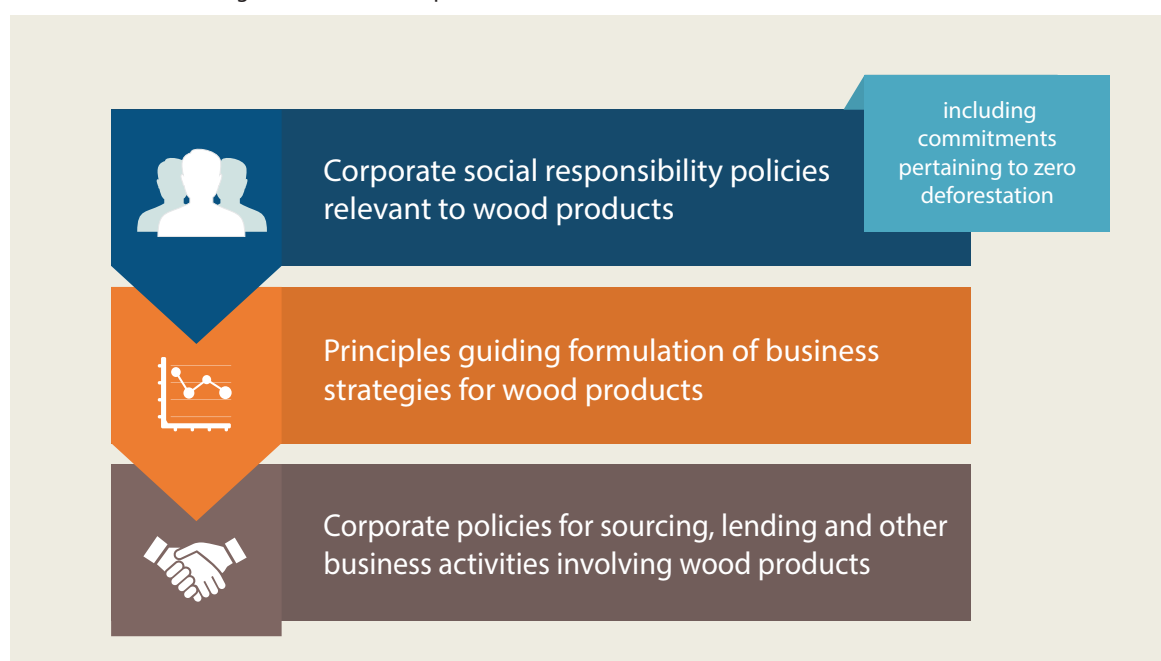 Corporate social responsibility policies
relevant to wood products
including
commitments
pertaining to zero
deforestation
Principles guiding formulation of business
strategies for wood products
Corporate policies for sourcing, lending and other
business activities involving wood products